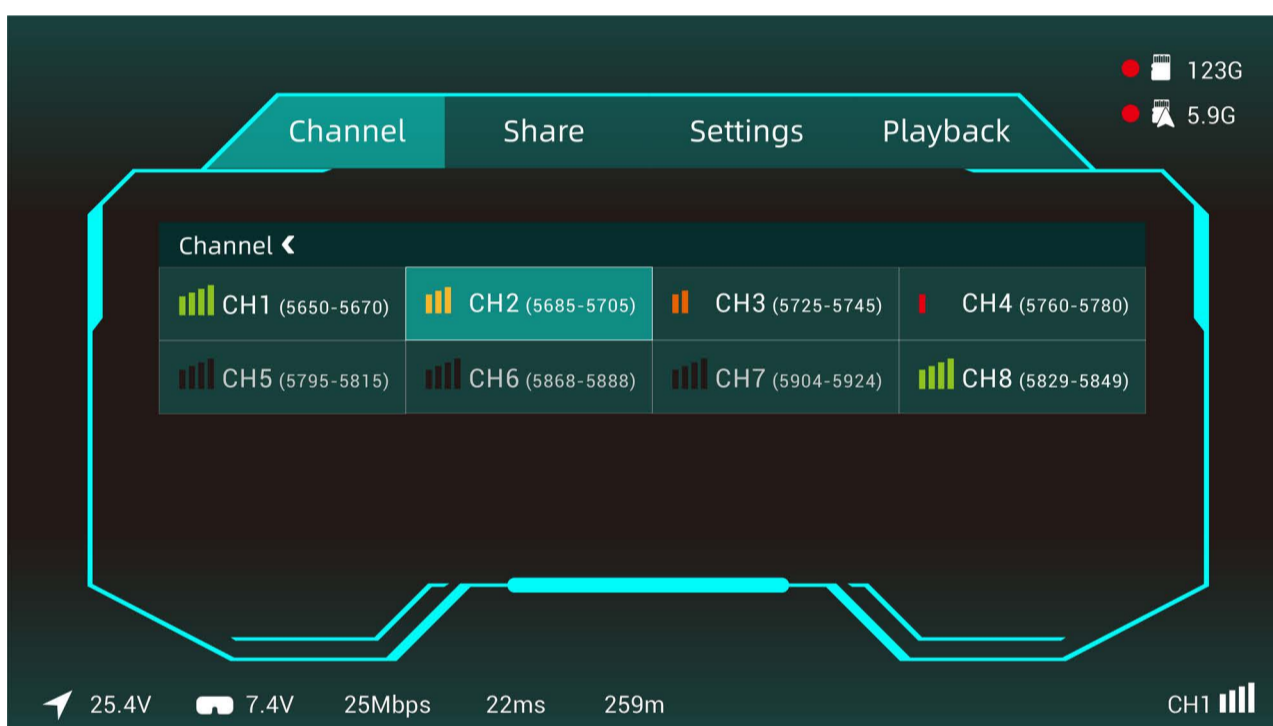 123G
5.9G
Channel Share Settings Playback
Channel
CH1 (5650-5670) CH2 (5685-5705) CH3 (5725-5745) CH4 (5760-5780)
CH5 (5795-5815) CH6 (5868-5888) CH7 (5904-5924) CH8 (5829-5849)
25.4V 7.4V 25Mbps 22ms 259m CH1